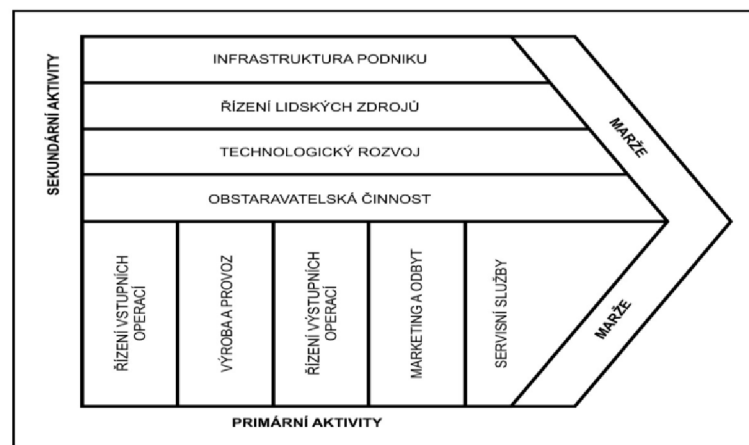 SEKUNDÁRNÍ AKTIVITY
INFRASTRUKTURA PODNIKU
ŘÍZENÍ LIDSKÝCH ZDROJŮ
TECHNOLOGICKÝ ROZVOJ
OBSTARAVATELSKÁ ČINNOST
MARŽE
ŘÍZENÍ VSTUPNÍCH
OPERACÍ
VÝROBA A PROVOZ
ŘÍZENÍ VÝSTUPNÍCH
OPERACÍ
MARKETING A ODBYT
SERVISNÍ SLUŽBY
MARŽE
PRIMÁRNÍ AKTIVITY